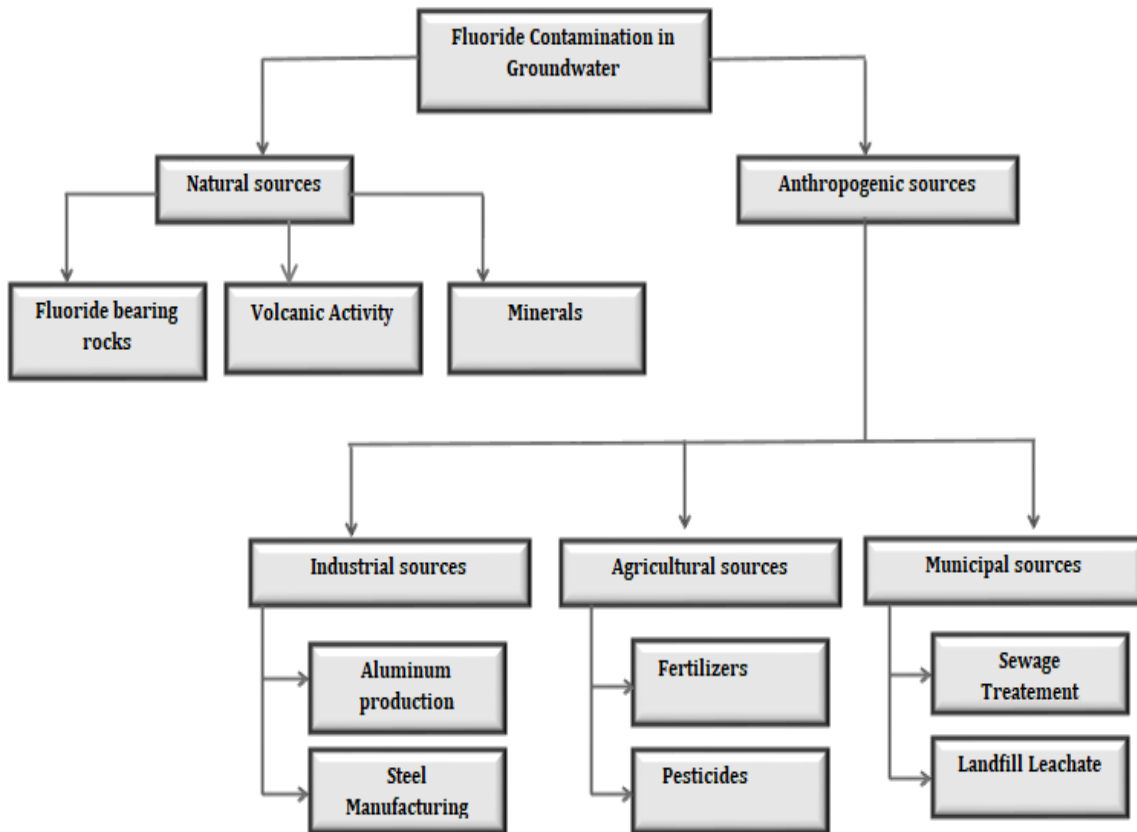 Fluoride Contamination in
Groundwater
Natural sources
Anthropogenic sources
Fluoride bearing
rocks
Volcanic Activity
Minerals
Industrial sources
Agricultural sources
Municipal sources
Aluminum
production
Fertilizers
Sewage
Treatement
Steel
Manufacturing
Pesticides
Landfill Leachate